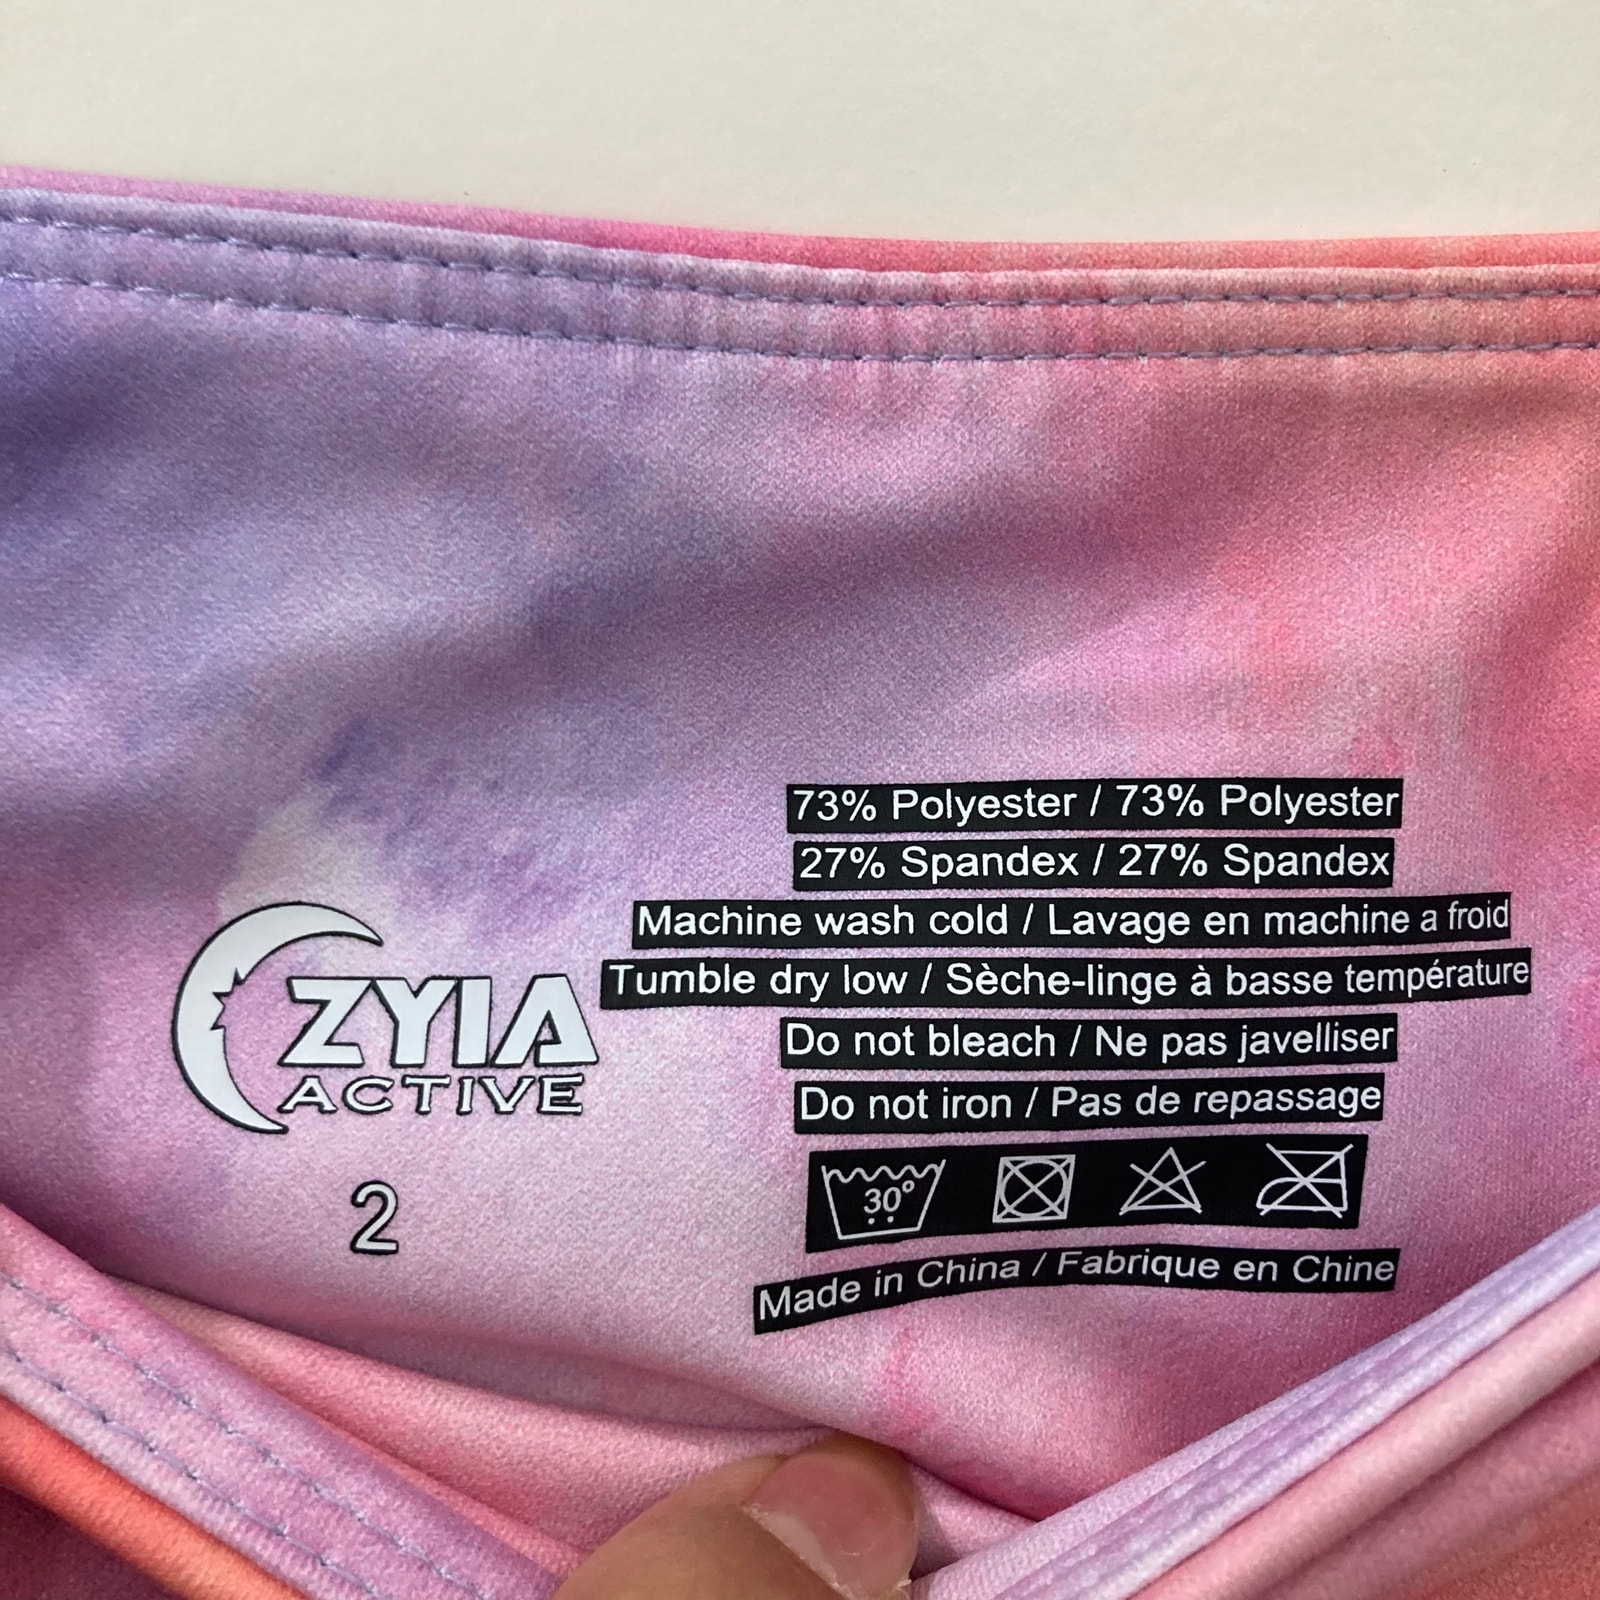 ZYIA
ACTIVE
2
73% Polyester / 73% Polyester
27% Spandex / 27% Spandex
Machine wash cold / Lavage en machine a froid
Tumble dry low / Sèche-linge à basse température
Do not bleach / Ne pas javelliser
Do not iron / Pas de repassage
30°
Made in China / Fabrique en Chine